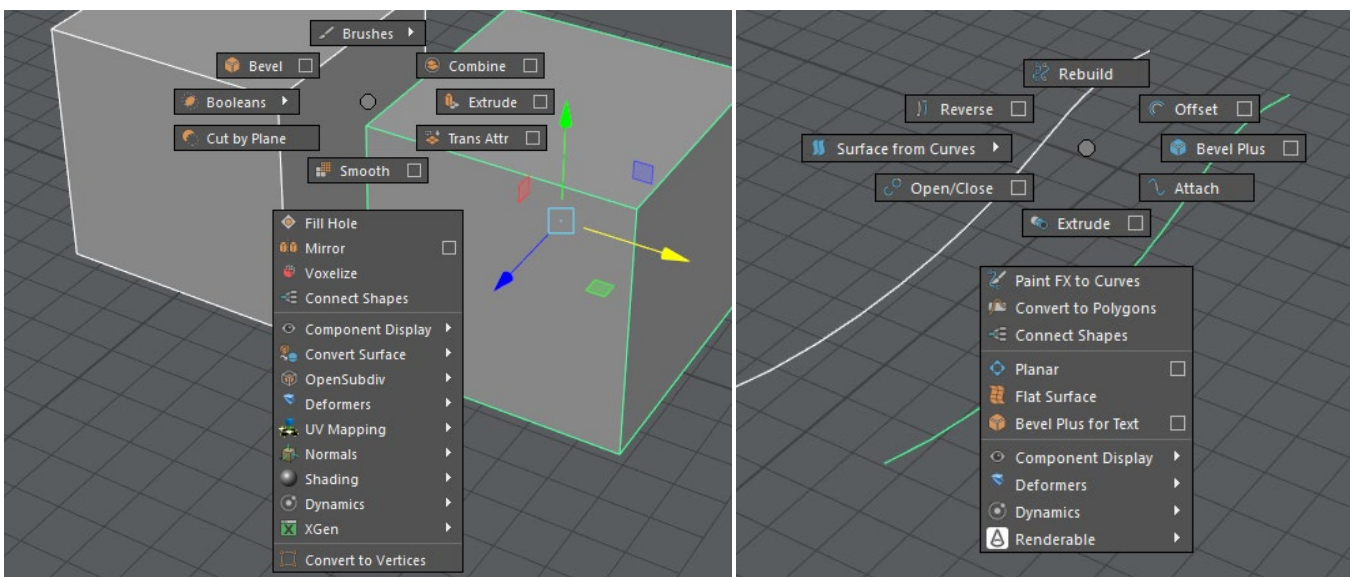 Brushes
Bevel
Combine
Booleans
Extrude
Cut by Plane
Trans Attr
Smooth
Fill Hole
Mirror
Voxelize
Connect Shapes
Component Display
Convert Surface
OpenSubdiv
Deformers
UV Mapping
Normals
Shading
Dynamics
XGen
Convert to Vertices
Rebuild
Reverse
Offset
Surface from Curves
Bevel Plus
Open/Close
Attach
Extrude
Paint FX to Curves
Convert to Polygons
Connect Shapes
Planar
Flat Surface
Bevel Plus for Text
Component Display
Deformers
Dynamics
Renderable